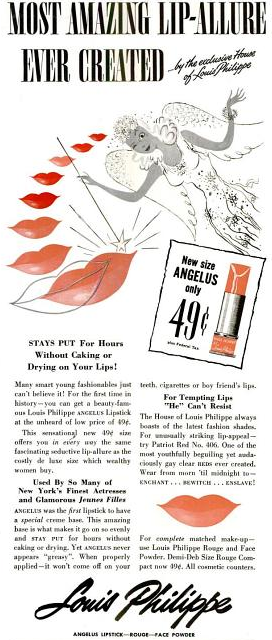 MOST AMAZING LIP-ALLURE
EVER CREATED
—by the exclusive House
of Louis Philippe
New size
ANGELUS
only
49¢
plus Federal Tax
STAYS PUT For Hours
Without Caking or
Drying on Your Lips!
Many smart young fashionables just
can't believe it! For the first time in
history—you can get a beauty-fam-
ous Louis Philippe ANGELUS Lipstick
at the unheard of low price of 49¢.
This sensational new 49¢ size
offers you in every way the same
fascinating seductive lip-allure as the
costly de luxe size which wealthy
women buy.
Used By So Many of
New York's Finest Actresses
and Glamorous Jeunes Filles
ANGELUS was the first lipstick to have
a special creme base. This amazing
base is what makes it go on so evenly
and STAY PUT for hours without
caking or drying. Yet ANGELUS never
appears "greasy". When properly
applied—it won't come off on your
teeth, cigarettes or boy friend's lips.
For Tempting Lips
"He" Can't Resist
The House of Louis Philippe always
boasts of the latest fashion shades.
For unusually striking lip-appeal—
try Patriot Red No. 406. One of the
most youthfully beguiling yet auda-
ciously gay clear reds ever created.
Wear from morn 'til midnight to—
ENCHANT . . . BEWITCH . . . ENSLAVE!
For complete matched make-up—
use Louis Philippe Rouge and Face
Powder. Demi-Deb Size Rouge Com-
pact now 49¢. All cosmetic counters.
Louis Philippe
ANGELUS LIPSTICK—ROUGE—FACE POWDER